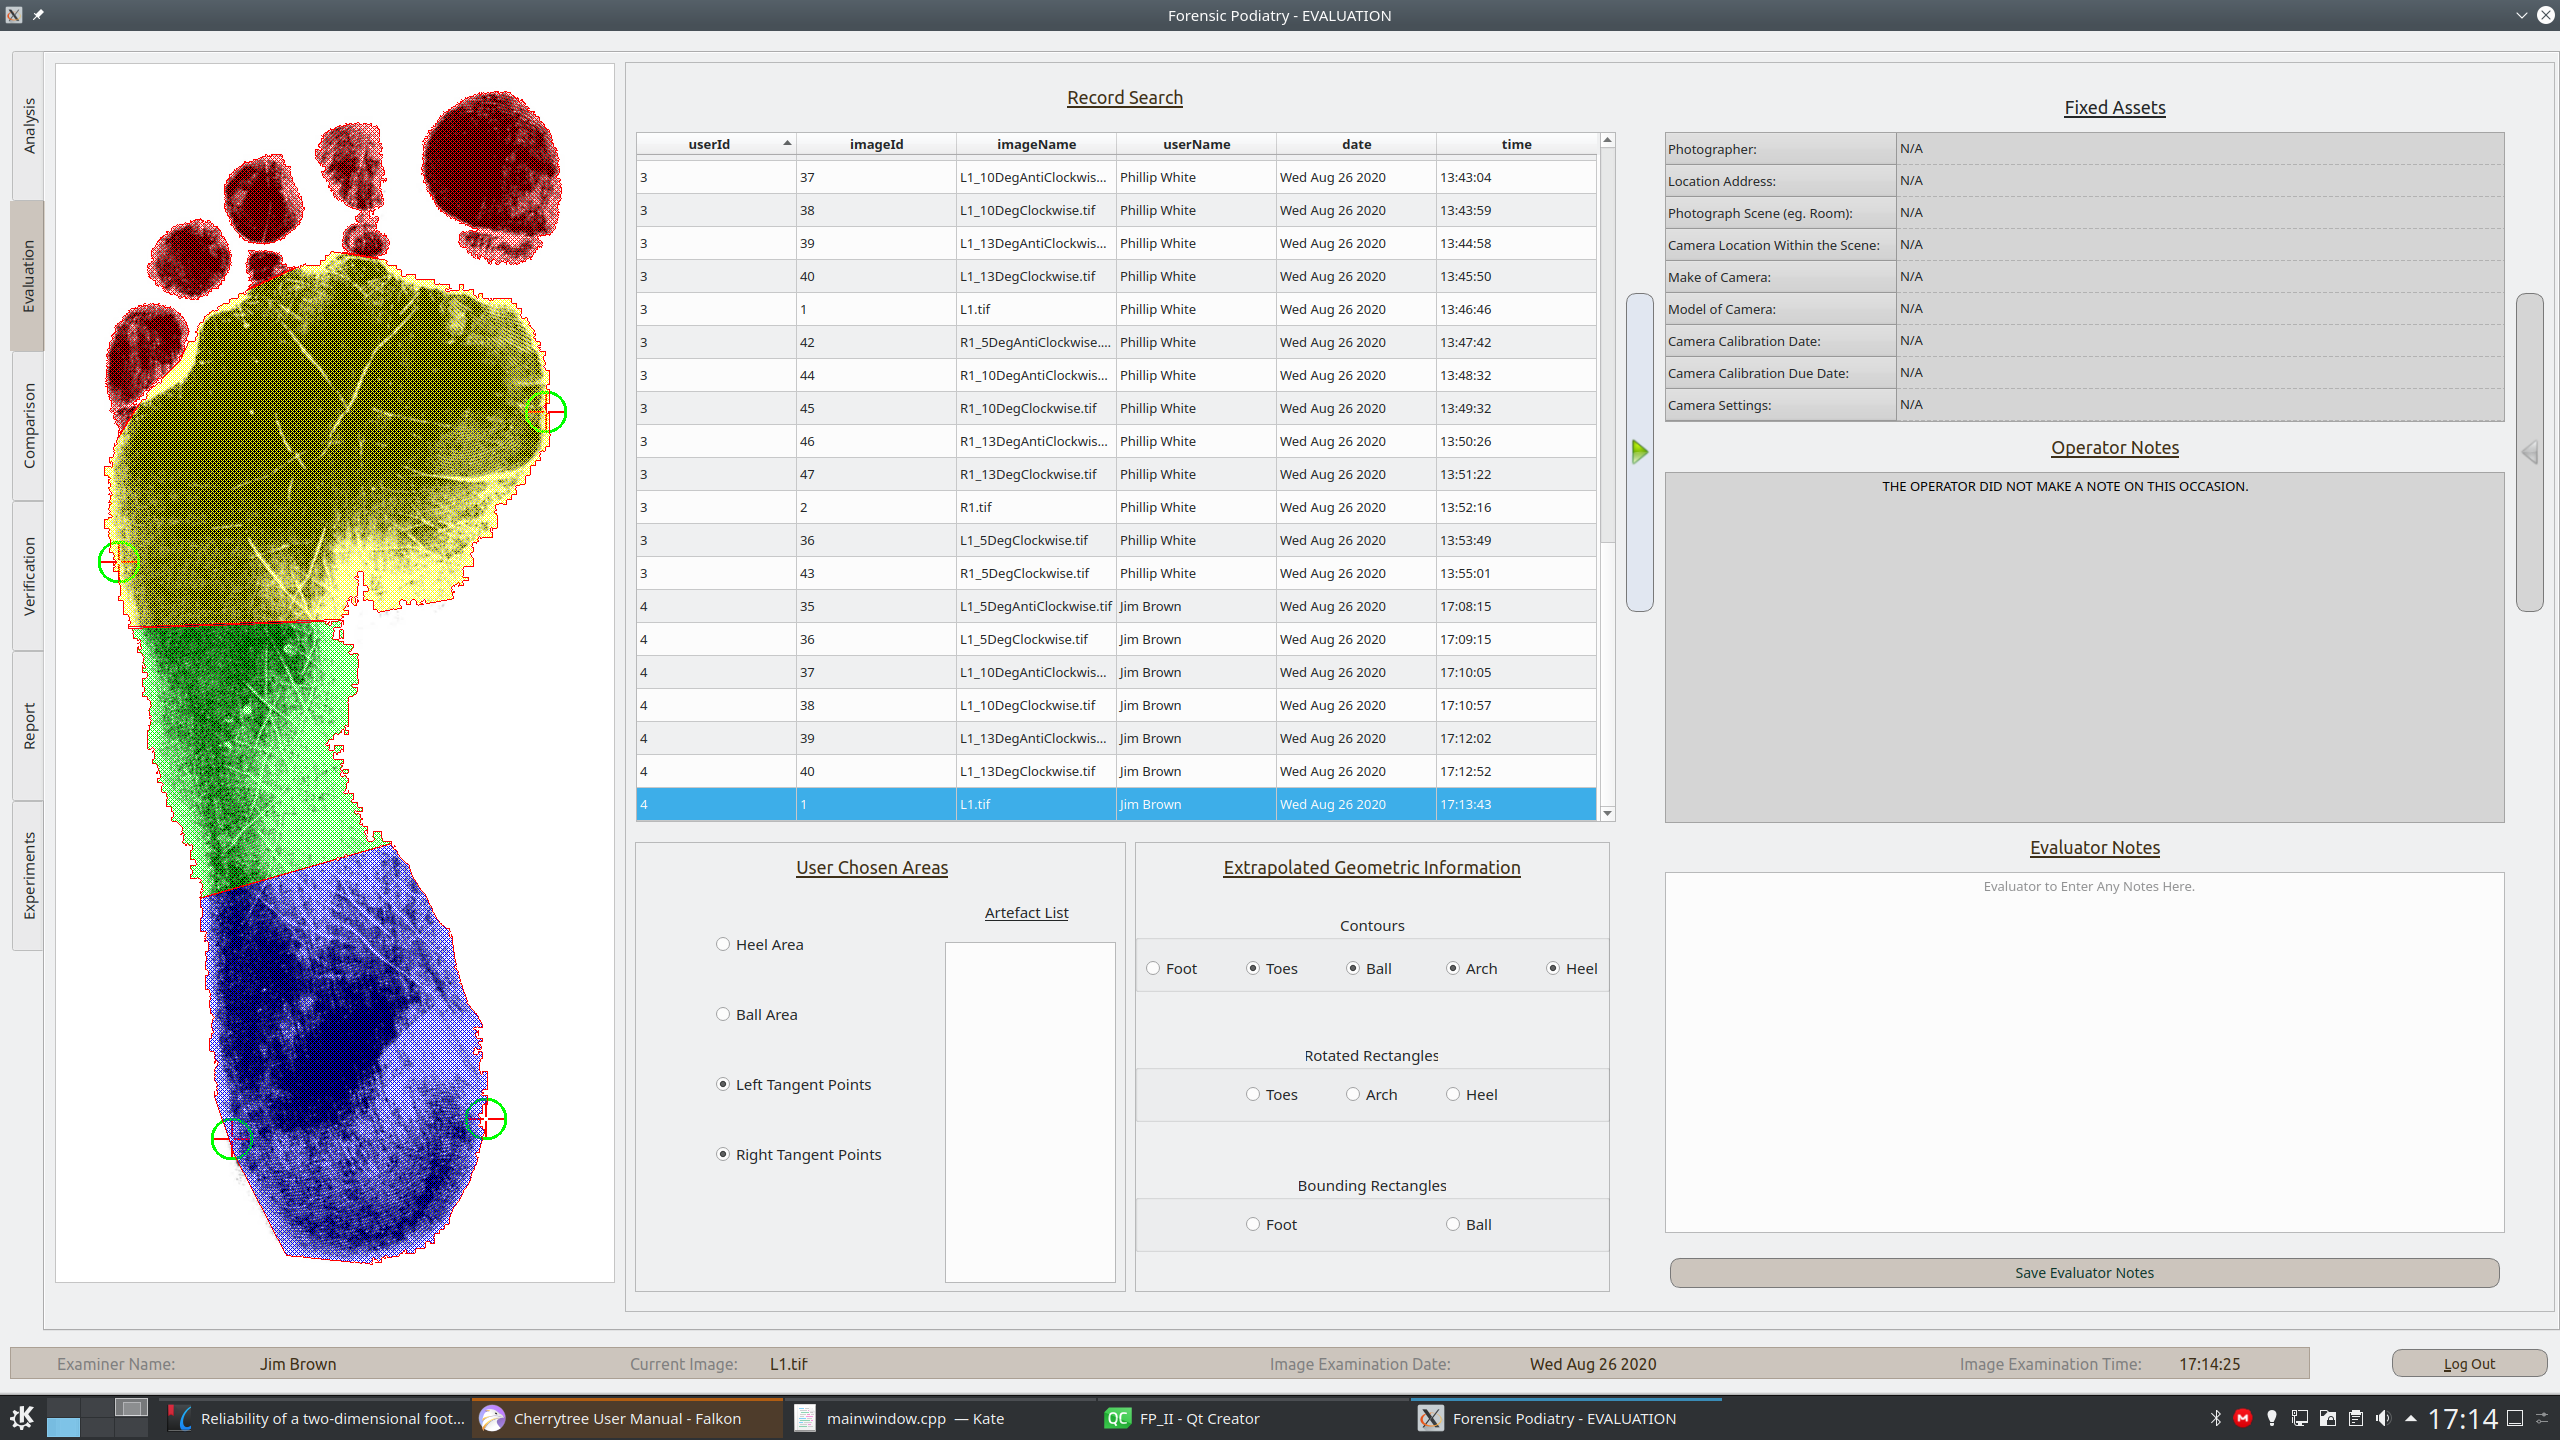 Forensic Podiatry - EVALUATION
Analysis
Evaluation
Comparison
Verification
Report
Experiments
Record Search
userId imageId imageName userName date time
3 37 L1_10DegAntiClockwis... Phillip White Wed Aug 26 2020 13:43:04
3 38 L1_10DegClockwise.tif Phillip White Wed Aug 26 2020 13:43:59
3 39 L1_13DegAntiClockwis... Phillip White Wed Aug 26 2020 13:44:58
3 40 L1_13DegClockwise.tif Phillip White Wed Aug 26 2020 13:45:50
3 1 L1.tif Phillip White Wed Aug 26 2020 13:46:46
3 42 R1_5DegAntiClockwise.... Phillip White Wed Aug 26 2020 13:47:42
3 44 R1_10DegAntiClockwis... Phillip White Wed Aug 26 2020 13:48:32
3 45 R1_10DegClockwise.tif Phillip White Wed Aug 26 2020 13:49:32
3 46 R1_13DegAntiClockwis... Phillip White Wed Aug 26 2020 13:50:26
3 47 R1_13DegClockwise.tif Phillip White Wed Aug 26 2020 13:51:22
3 2 R1.tif Phillip White Wed Aug 26 2020 13:52:16
3 36 L1_5DegClockwise.tif Phillip White Wed Aug 26 2020 13:53:49
3 43 R1_5DegClockwise.tif Phillip White Wed Aug 26 2020 13:55:01
4 35 L1_5DegAntiClockwise.tif Jim Brown Wed Aug 26 2020 17:08:15
4 36 L1_5DegClockwise.tif Jim Brown Wed Aug 26 2020 17:09:15
4 37 L1_10DegAntiClockwis... Jim Brown Wed Aug 26 2020 17:10:05
4 38 L1_10DegClockwise.tif Jim Brown Wed Aug 26 2020 17:10:57
4 39 L1_13DegAntiClockwis... Jim Brown Wed Aug 26 2020 17:12:02
4 40 L1_13DegClockwise.tif Jim Brown Wed Aug 26 2020 17:12:52
4 1 L1.tif Jim Brown Wed Aug 26 2020 17:13:43
User Chosen Areas
Artefact List
Heel Area
Ball Area
Left Tangent Points
Right Tangent Points
Extrapolated Geometric Information
Contours
Foot Toes Ball Arch Heel
Rotated Rectangles
Toes Arch Heel
Bounding Rectangles
Foot Ball
Fixed Assets
Photographer: N/A
Location Address: N/A
Photograph Scene (eg. Room): N/A
Camera Location Within the Scene: N/A
Make of Camera: N/A
Model of Camera: N/A
Camera Calibration Date: N/A
Camera Calibration Due Date: N/A
Camera Settings: N/A
Operator Notes
THE OPERATOR DID NOT MAKE A NOTE ON THIS OCCASION.
Evaluator Notes
Evaluator to Enter Any Notes Here.
Save Evaluator Notes
Examiner Name: Jim Brown Current Image: L1.tif Image Examination Date: Wed Aug 26 2020 Image Examination Time: 17:14:25 Log Out
Reliability of a two-dimensional foot... Cherrytree User Manual - Falkon mainwindow.cpp — Kate QC FP_II - Qt Creator Forensic Podiatry - EVALUATION 17:14